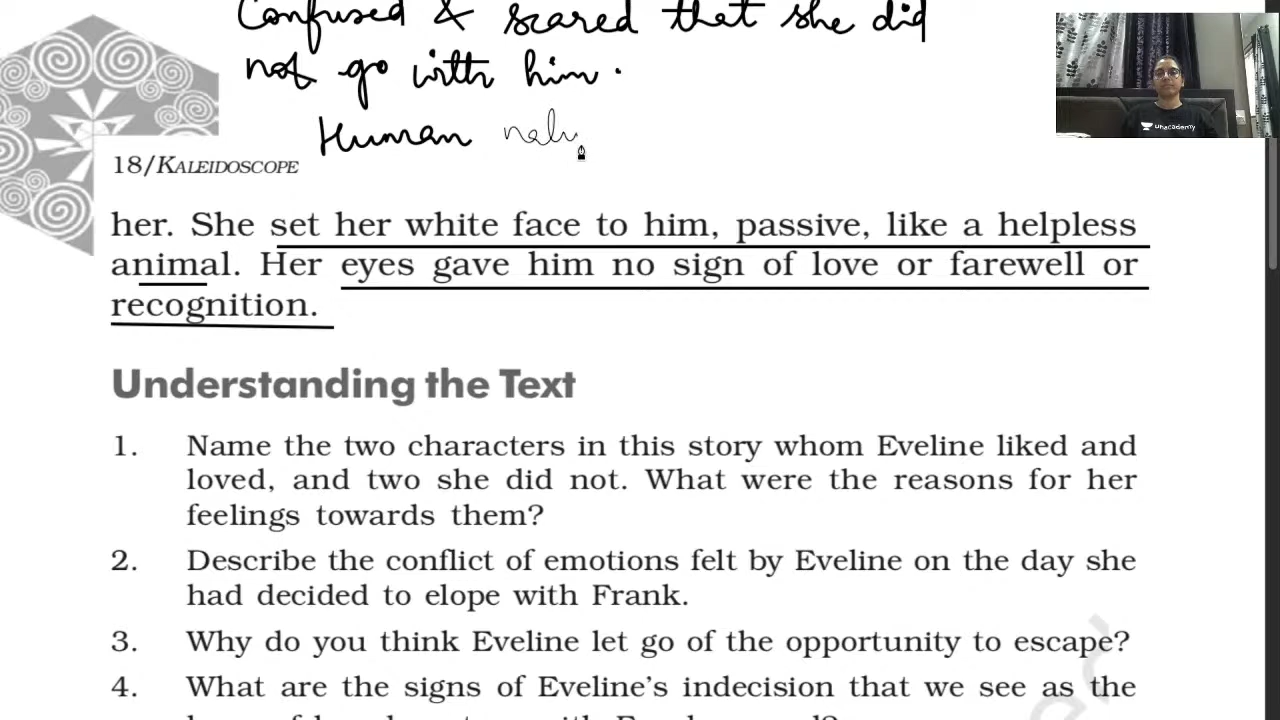 Confused & scared that she did
not go with him.
Human
unacademy
18/KALEIDOSCOPE
her. She set her white face to him, passive, like a helpless
animal. Her eyes gave him no sign of love or farewell or
recognition.
Understanding the Text
1. Name the two characters in this story whom Eveline liked and
loved, and two she did not. What were the reasons for her
feelings towards them?
2. Describe the conflict of emotions felt by Eveline on the day she
had decided to elope with Frank.
3. Why do you think Eveline let go of the opportunity to escape?
4. What are the signs of Eveline's indecision that we see as the